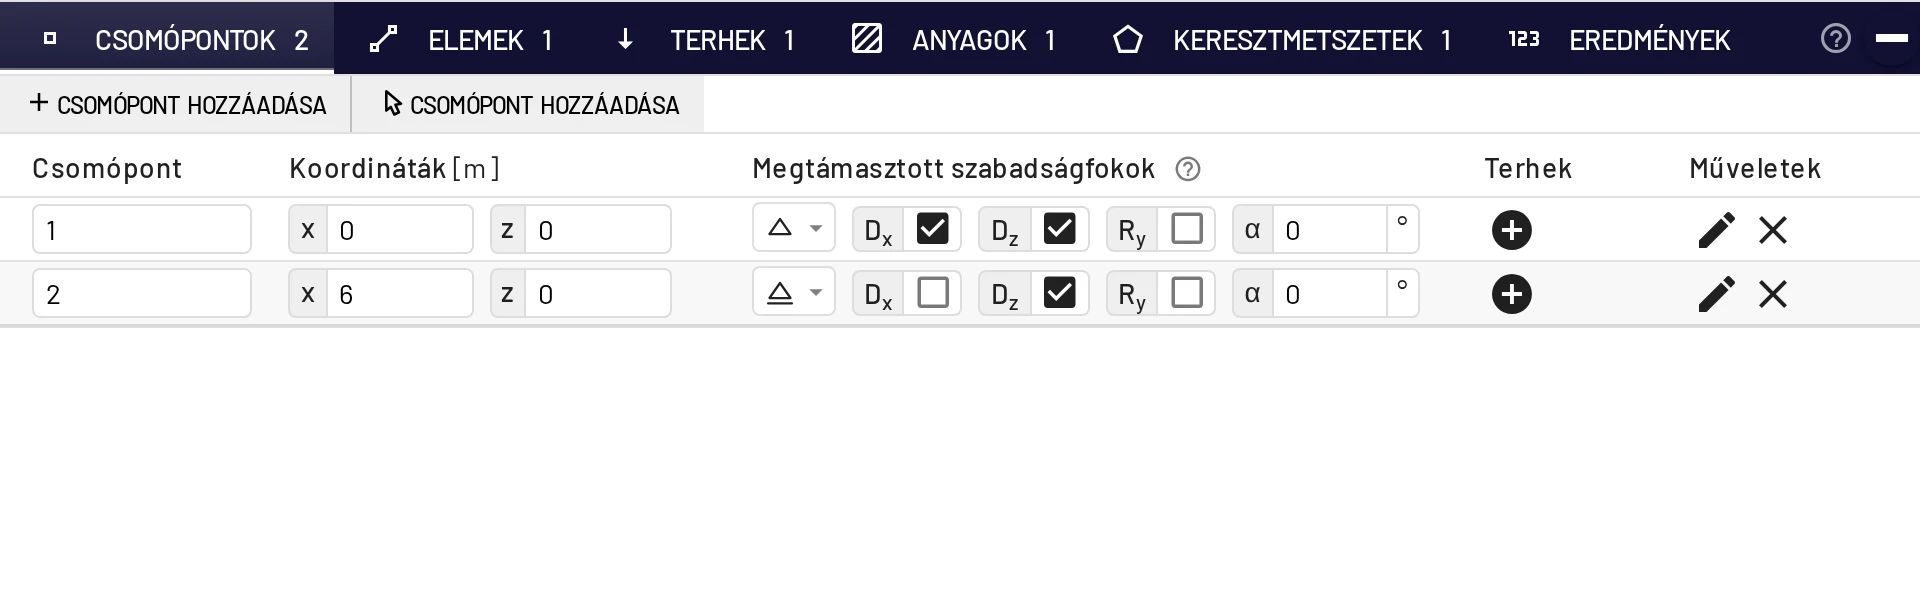 CSOMÓPONTOK 2 ELEMEK 1 TERHEK 1 ANYAGOK 1 KERESZTMETSZETEK 1 123 EREDMÉNYEK ?
+ CSOMÓPONT HOZZÁADÁSA CSOMÓPONT HOZZÁADÁSA
Csomópont Koordináták [m] Megtámasztott szabadságfokok ? Terhek Műveletek
1 x 0 z 0 Dx Dz Ry α 0 °
2 x 6 z 0 Dx Dz Ry α 0 °